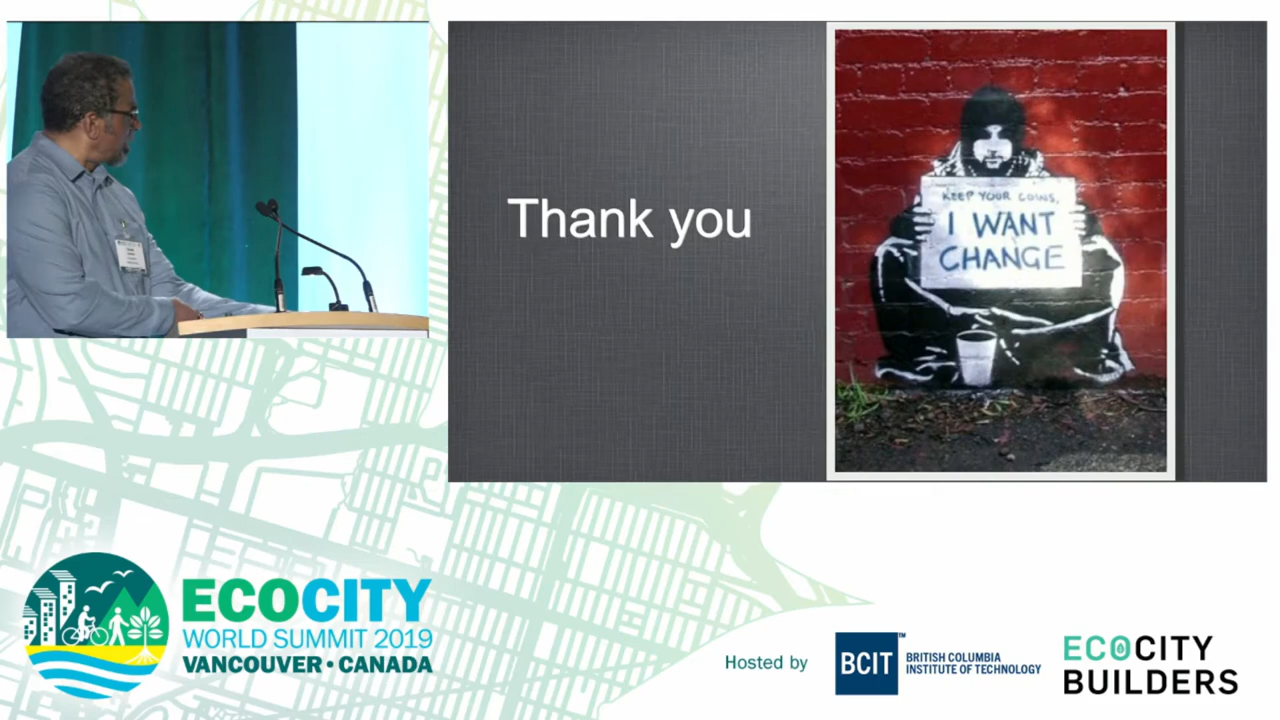 Thank you
KEEP YOUR COINS,
I WANT
CHANGE
ECOCITY
WORLD SUMMIT 2019
VANCOUVER • CANADA
Hosted by
BCIT™
BRITISH COLUMBIA
INSTITUTE OF TECHNOLOGY
ECOCITY
BUILDERS